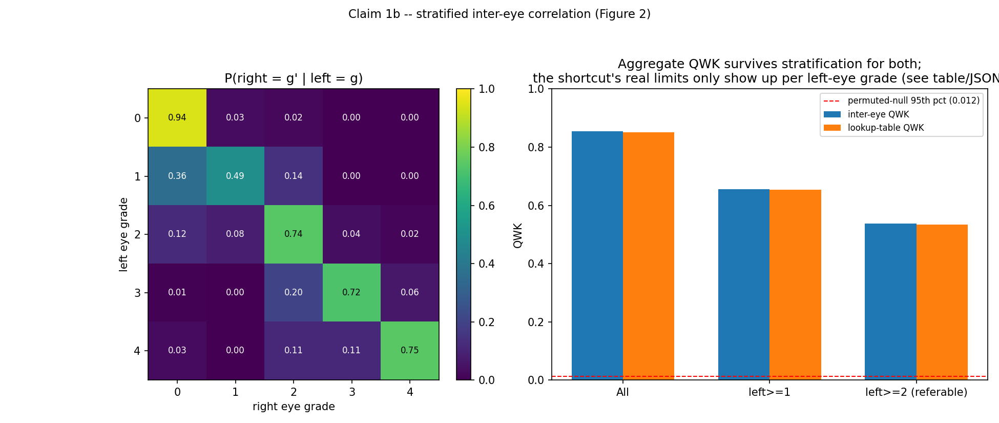 Claim 1b -- stratified inter-eye correlation (Figure 2)
P(right = g' | left = g)
left eye grade
0
1
2
3
4
0.94 0.03 0.02 0.00 0.00
0.36 0.49 0.14 0.00 0.00
0.12 0.08 0.74 0.04 0.02
0.01 0.00 0.20 0.72 0.06
0.03 0.00 0.11 0.11 0.75
0 1 2 3 4
right eye grade
1.0
0.8
0.6
0.4
0.2
0.0
Aggregate QWK survives stratification for both;
the shortcut's real limits only show up per left-eye grade (see table/JSON
QWK
1.0
0.8
0.6
0.4
0.2
0.0
permuted-null 95th pct (0.012)
inter-eye QWK
lookup-table QWK
All left>=1 left>=2 (referable)